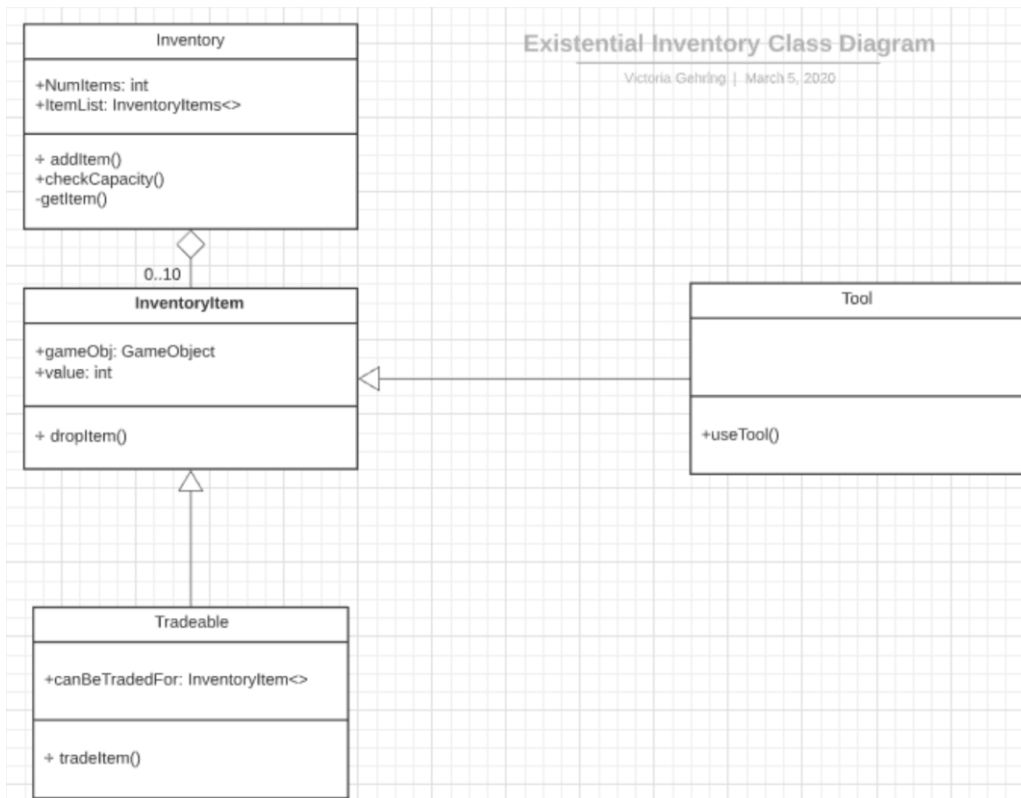 Existential Inventory Class Diagram
Victoria Gehring | March 5, 2020
Inventory
+NumItems: int
+ItemList: InventoryItems<>
+ addItem()
+checkCapacity()
-getItem()
0..10
InventoryItem
+gameObj: GameObject
+value: int
+ dropItem()
Tool
+useTool()
Tradeable
+canBeTradedFor: InventoryItem<>
+ tradeItem()